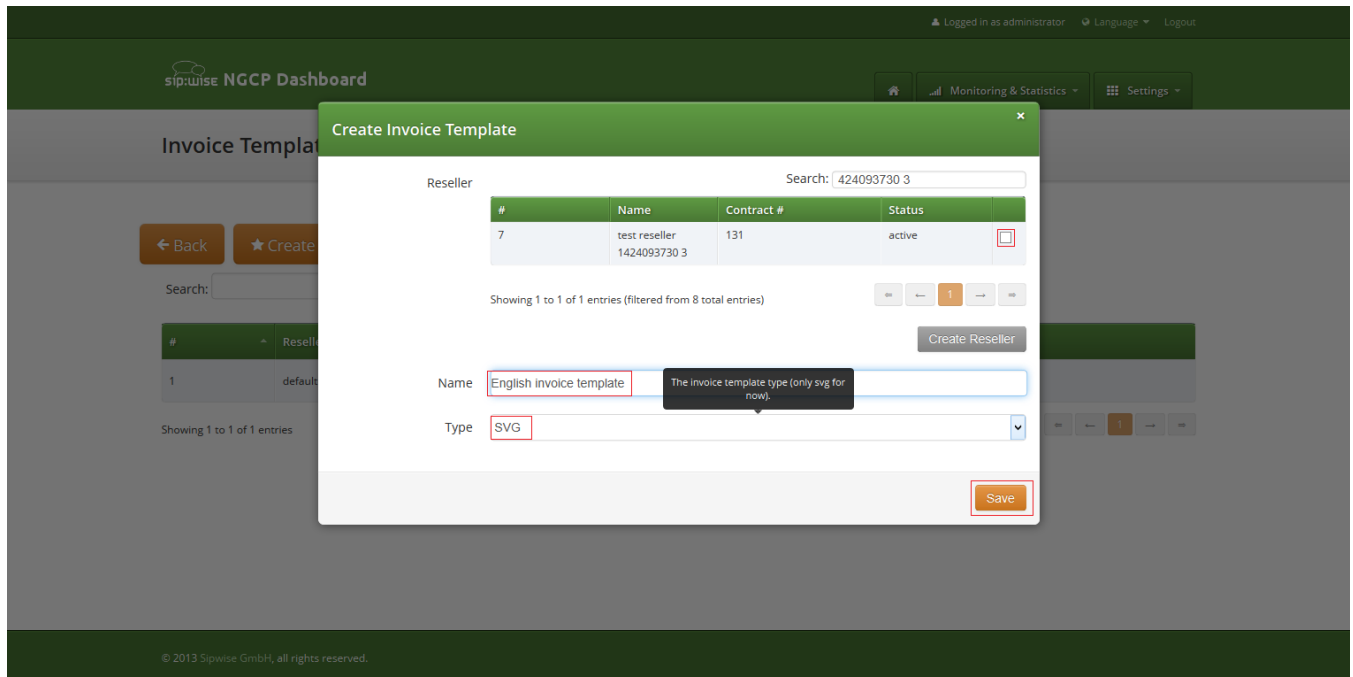 Logged in as administrator Language Logout
sip:wise NGCP Dashboard
Monitoring & Statistics Settings
Create Invoice Template ×
Invoice Templat
Reseller Search: 424093730 3
# Name Contract # Status
7 test reseller 131 active
1424093730 3
Back Create
Search:
Showing 1 to 1 of 1 entries (filtered from 8 total entries) 1
Create Reseller
# Resell
1 default
Name English invoice template
The invoice template type (only svg for
now).
Type SVG
Showing 1 to 1 of 1 entries 1
Save
© 2013 Sipwise GmbH, all rights reserved.